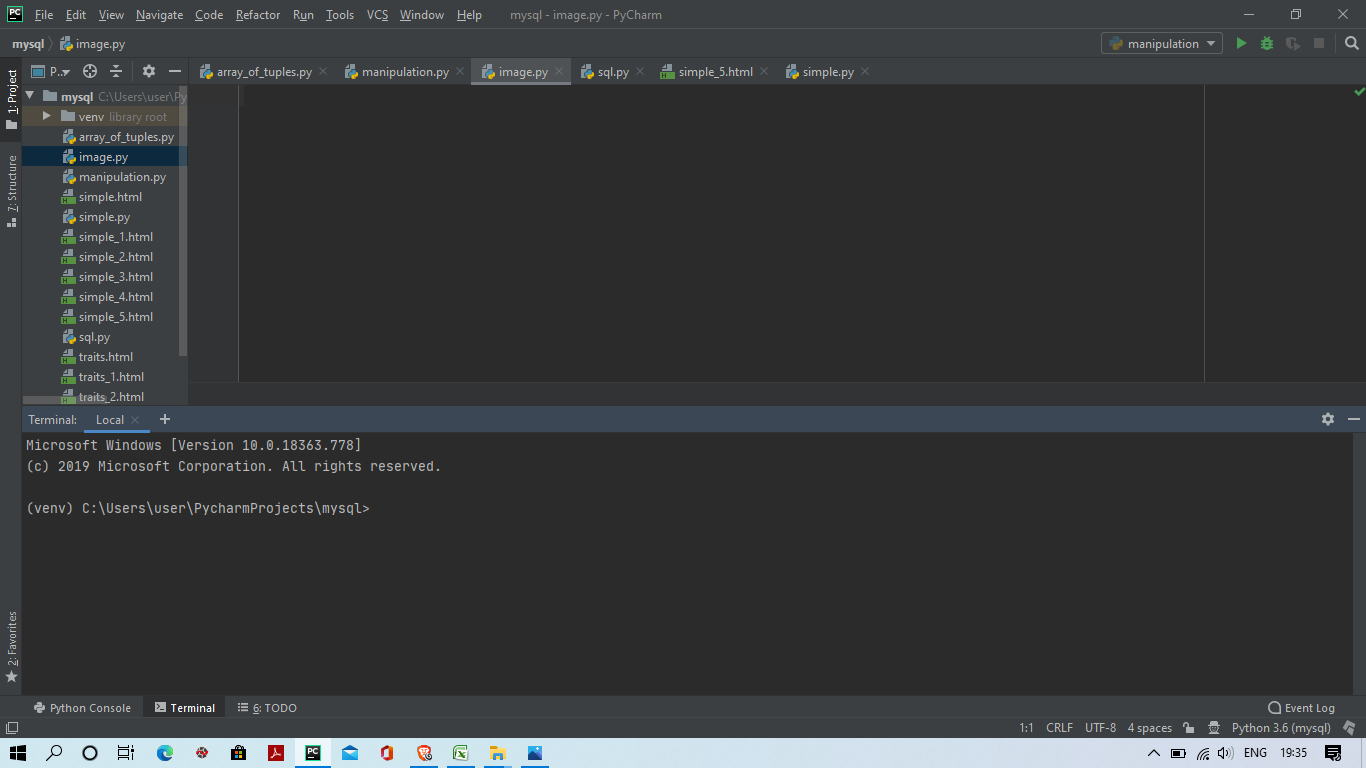 PC File Edit View Navigate Code Refactor Run Tools VCS Window Help mysql - image.py - PyCharm
mysql image.py manipulation
1: Project P.. array_of_tuples.py manipulation.py image.py sql.py simple_5.html simple.py
mysql C:\Users\user\Py
venv library root
array_of_tuples.py
image.py
manipulation.py
simple.html
simple.py
simple_1.html
simple_2.html
simple_3.html
simple_4.html
simple_5.html
sql.py
traits.html
traits_1.html
traits_2.html
7: Structure
Terminal: Local
Microsoft Windows [Version 10.0.18363.778]
(c) 2019 Microsoft Corporation. All rights reserved.
(venv) C:\Users\user\PycharmProjects\mysql>
2: Favorites
Python Console Terminal 6: TODO Event Log
1:1 CRLF UTF-8 4 spaces Python 3.6 (mysql)
PC ENG 19:35